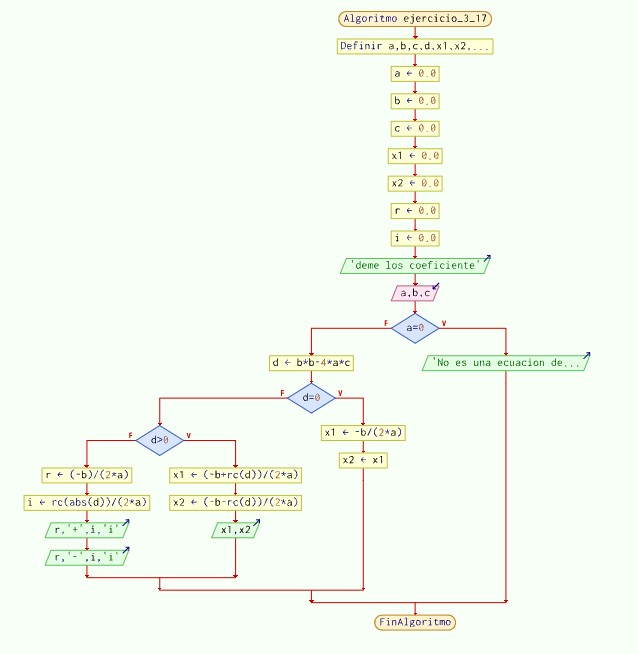 Algoritmo ejercicio_3_17
Definir a,b,c,d,x1,x2,...
a ← 0.0
b ← 0.0
c ← 0.0
x1 ← 0.0
x2 ← 0.0
r ← 0.0
i ← 0.0
'deme los coeficiente'
a,b,c
F
a=0
V
d ← b*b-4*a*c
'No es una ecuacion de...
F
d=0
V
x1 ← -b/(2*a)
x2 ← x1
F
d>0
V
r ← (-b)/(2*a)
x1 ← (-b+rc(d))/(2*a)
i ← rc(abs(d))/(2*a)
x2 ← (-b-rc(d))/(2*a)
r,'+',i,'i'
x1,x2
r,'-',i,'i'
FinAlgoritmo